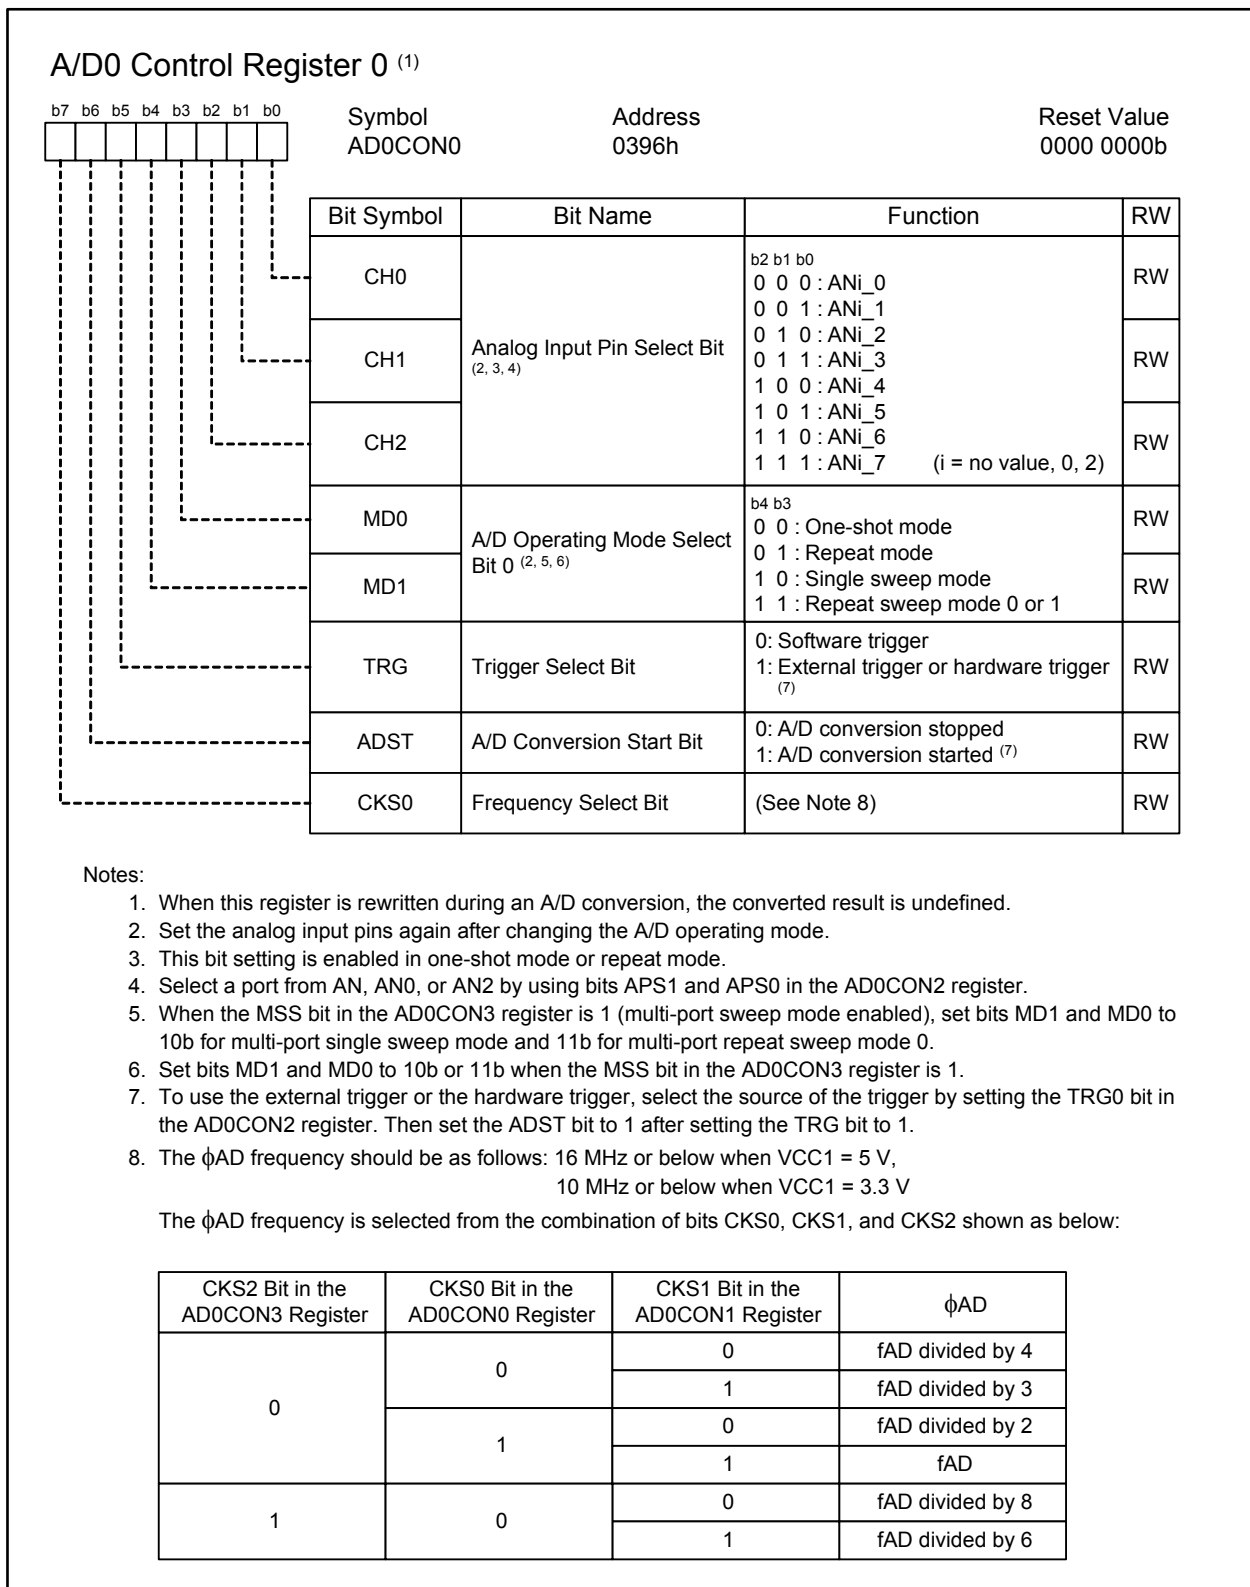 A/D0 Control Register 0 (1)
b7 b6 b5 b4 b3 b2 b1 b0
Symbol Address Reset Value
AD0CON0 0396h 0000 0000b
Bit Symbol Bit Name Function RW
CH0 RW
CH1 RW
CH2 RW
Analog Input Pin Select Bit
(2, 3, 4)
b2 b1 b0
0 0 0 : ANi_0
0 0 1 : ANi_1
0 1 0 : ANi_2
0 1 1 : ANi_3
1 0 0 : ANi_4
1 0 1 : ANi_5
1 1 0 : ANi_6
1 1 1 : ANi_7 (i = no value, 0, 2)
MD0 RW
MD1 RW
A/D Operating Mode Select
Bit 0 (2, 5, 6)
b4 b3
0 0 : One-shot mode
0 1 : Repeat mode
1 0 : Single sweep mode
1 1 : Repeat sweep mode 0 or 1
TRG Trigger Select Bit
0: Software trigger
1: External trigger or hardware trigger
(7)
RW
ADST A/D Conversion Start Bit
0: A/D conversion stopped
1: A/D conversion started (7)
RW
CKS0 Frequency Select Bit (See Note 8) RW
Notes:
1. When this register is rewritten during an A/D conversion, the converted result is undefined.
2. Set the analog input pins again after changing the A/D operating mode.
3. This bit setting is enabled in one-shot mode or repeat mode.
4. Select a port from AN, AN0, or AN2 by using bits APS1 and APS0 in the AD0CON2 register.
5. When the MSS bit in the AD0CON3 register is 1 (multi-port sweep mode enabled), set bits MD1 and MD0 to
10b for multi-port single sweep mode and 11b for multi-port repeat sweep mode 0.
6. Set bits MD1 and MD0 to 10b or 11b when the MSS bit in the AD0CON3 register is 1.
7. To use the external trigger or the hardware trigger, select the source of the trigger by setting the TRG0 bit in
the AD0CON2 register. Then set the ADST bit to 1 after setting the TRG bit to 1.
8. The ϕAD frequency should be as follows: 16 MHz or below when VCC1 = 5 V,
10 MHz or below when VCC1 = 3.3 V
The ϕAD frequency is selected from the combination of bits CKS0, CKS1, and CKS2 shown as below:
CKS2 Bit in the CKS0 Bit in the CKS1 Bit in the ϕAD
AD0CON3 Register AD0CON0 Register AD0CON1 Register
0 0 0 fAD divided by 4
1 fAD divided by 3
1 0 fAD divided by 2
1 fAD
1 0 0 fAD divided by 8
1 fAD divided by 6